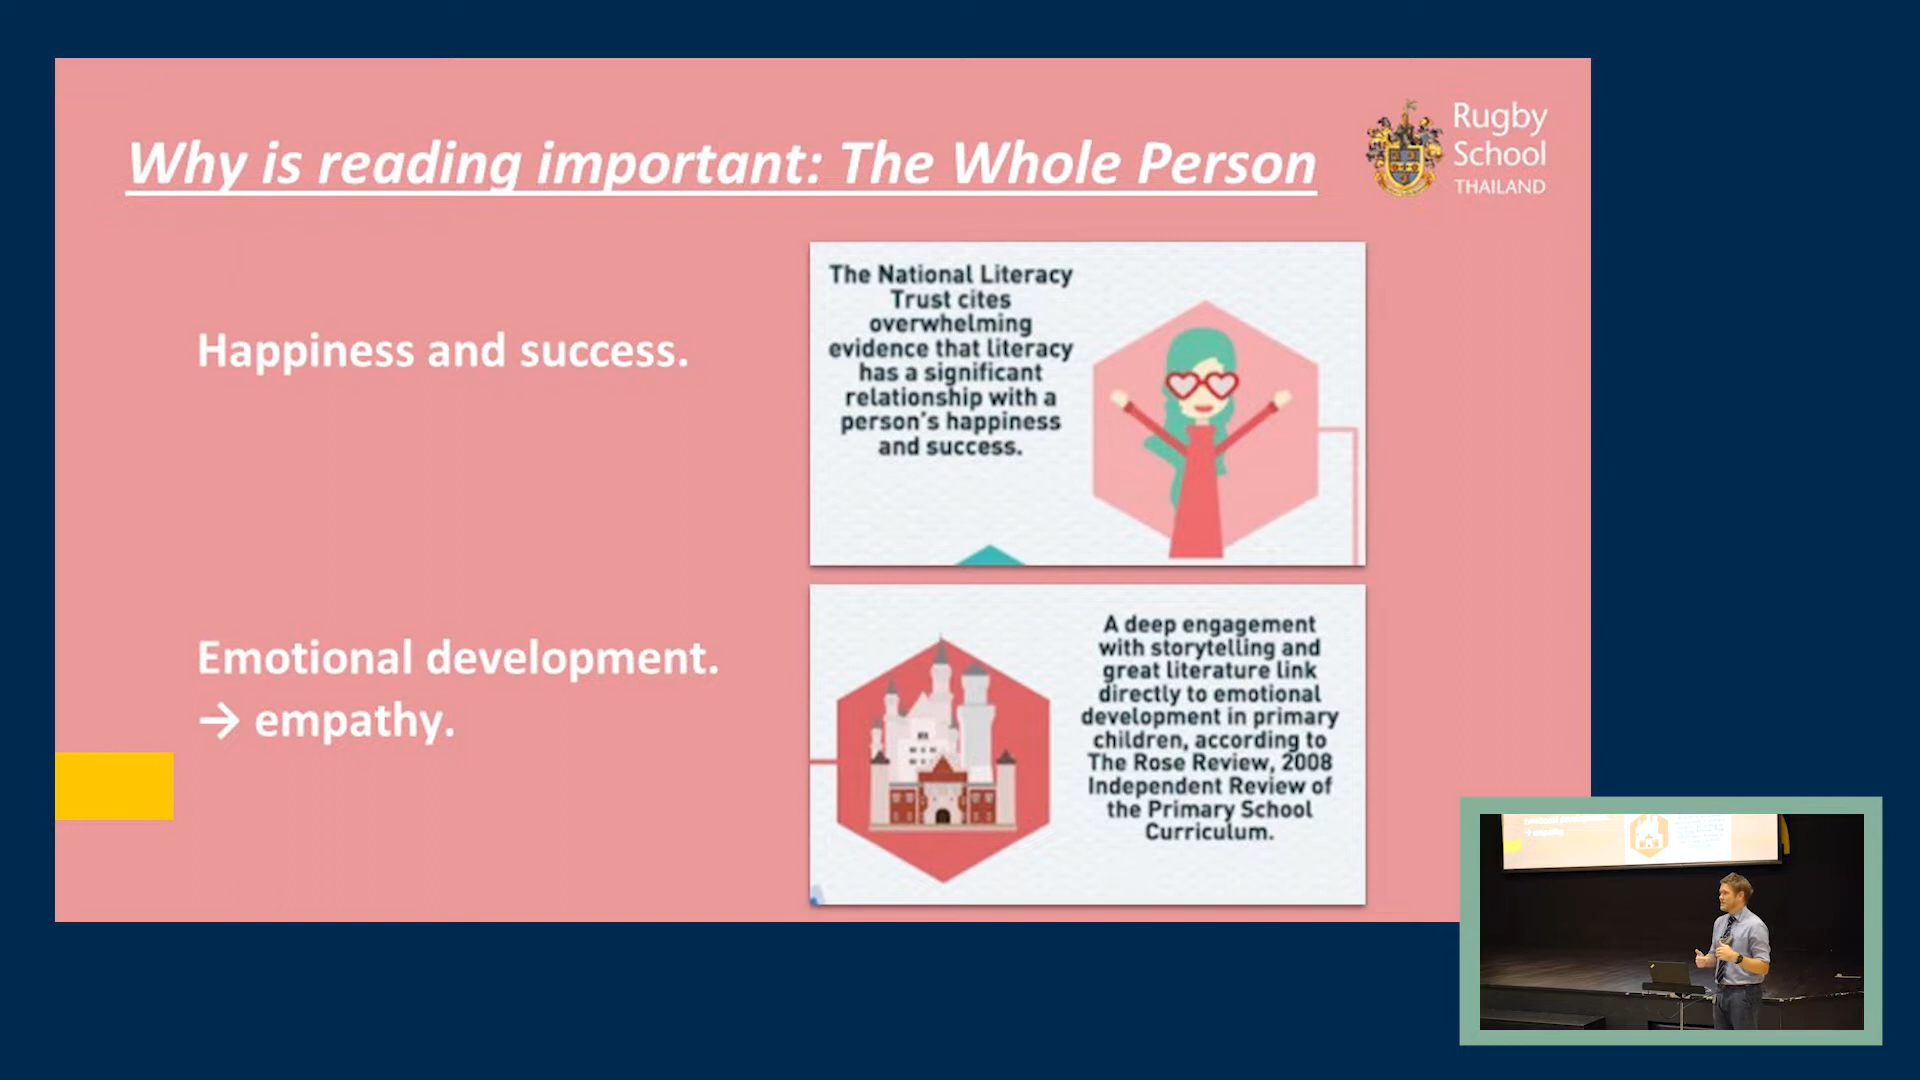 Why is reading important: The Whole Person
Rugby
School
THAILAND
Happiness and success.
The National Literacy
Trust cites
overwhelming
evidence that literacy
has a significant
relationship with a
person's happiness
and success.
Emotional development.
→ empathy.
A deep engagement
with storytelling and
great literature link
directly to emotional
development in primary
children, according to
The Rose Review, 2008
Independent Review of
the Primary School
Curriculum.